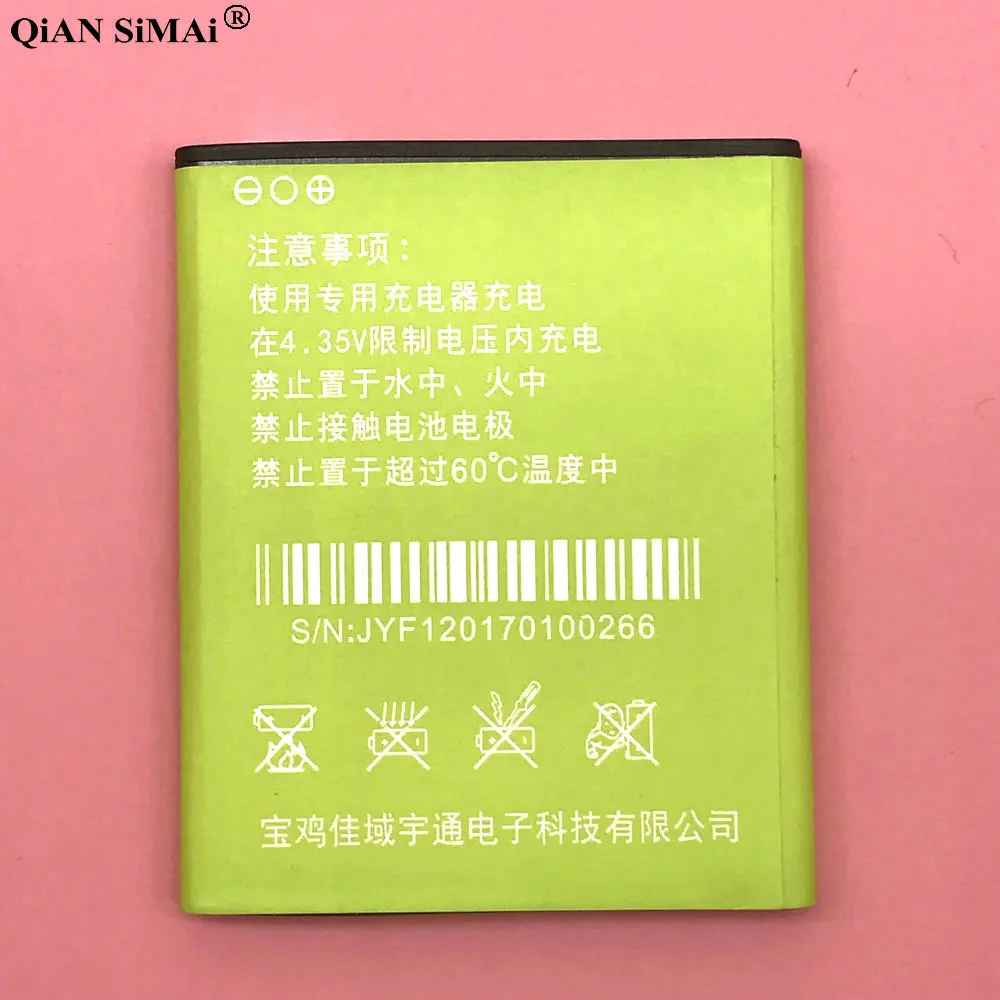 QiAN SiMAi®
⊖○⊕
注意事项:
使用专用充电器充电
在4.35V限制电压内充电
禁止置于水中、火中
禁止接触电池电极
禁止置于超过60℃温度中
S/N:JYF120170100266
宝鸡佳域宇通电子科技有限公司